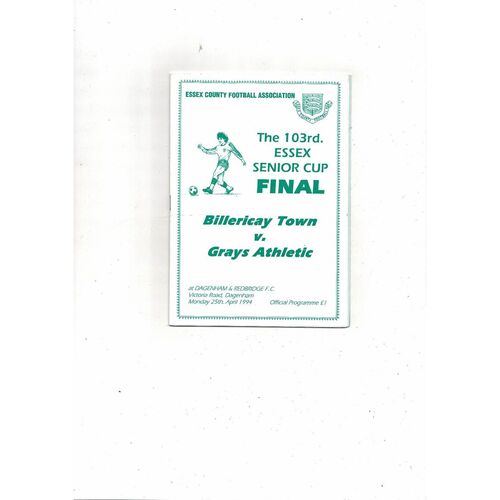 ESSEX COUNTY FOOTBALL ASSOCIATION
The 103rd.
ESSEX
SENIOR CUP
FINAL
Billericay Town
v.
Grays Athletic
at DAGENHAM & REDBRIDGE F.C.
Victoria Road, Dagenham
Monday 25th. April 1994
Official Programme £1